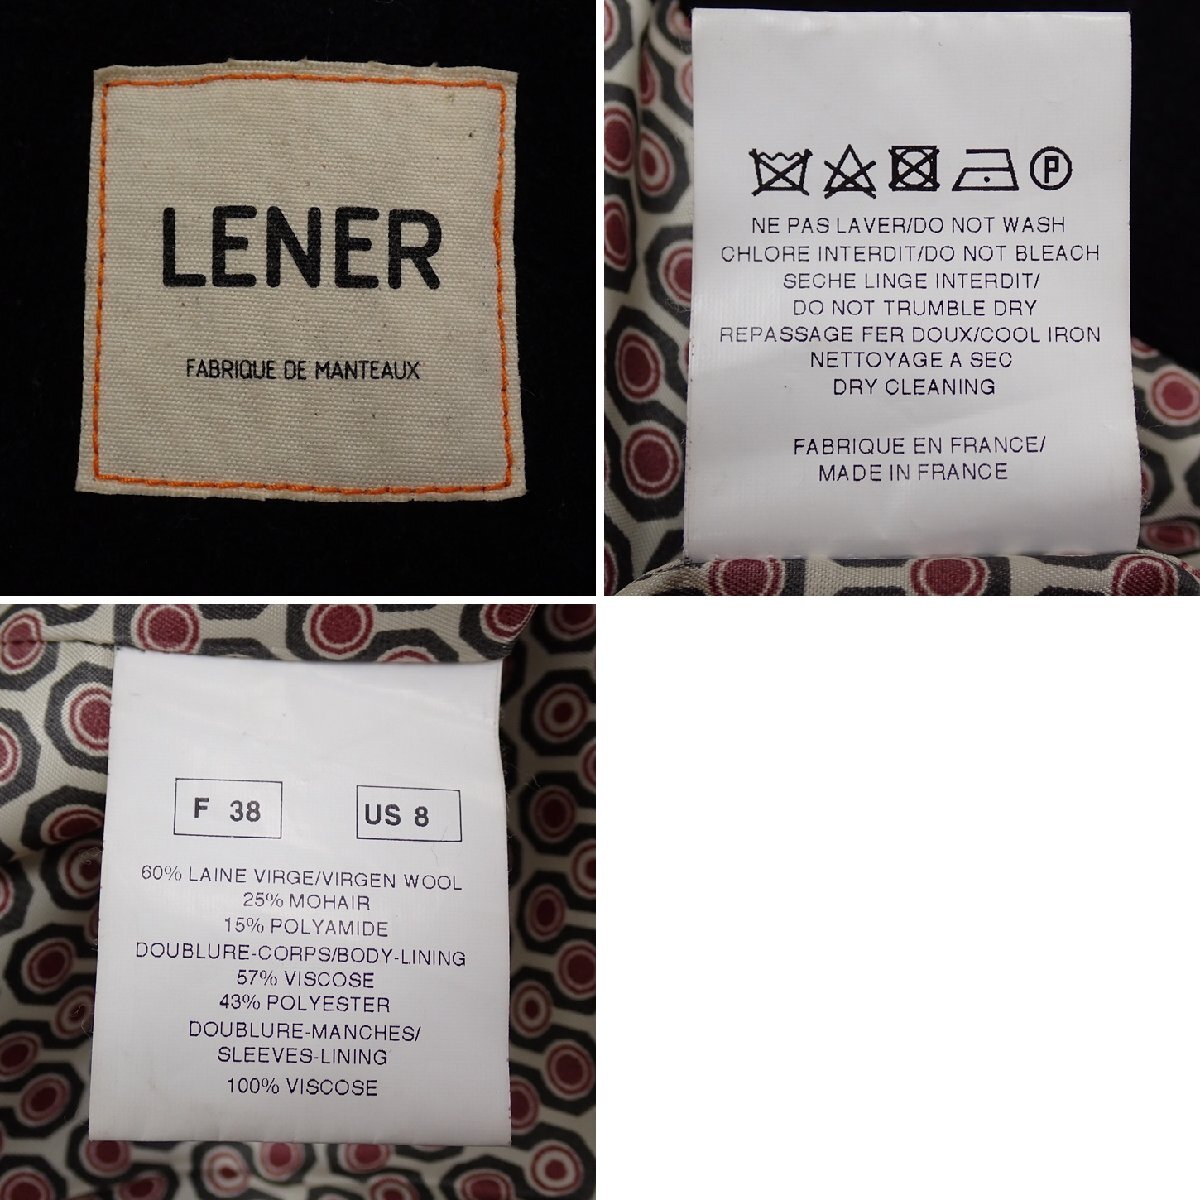 LENER
FABRIQUE DE MANTEAUX
P
NE PAS LAVER/DO NOT WASH
CHLORE INTERDIT/DO NOT BLEACH
SECHE LINGE INTERDIT/
DO NOT TRUMBLE DRY
REPASSAGE FER DOUX/COOL IRON
NETTOYAGE A SEC
DRY CLEANING
FABRIQUE EN FRANCE/
MADE IN FRANCE
F 38
US 8
60% LAINE VIRGE/VIRGEN WOOL
25% MOHAIR
15% POLYAMIDE
DOUBLURE-CORPS/BODY-LINING
57% VISCOSE
43% POLYESTER
DOUBLURE-MANCHES/
SLEEVES-LINING
100% VISCOSE